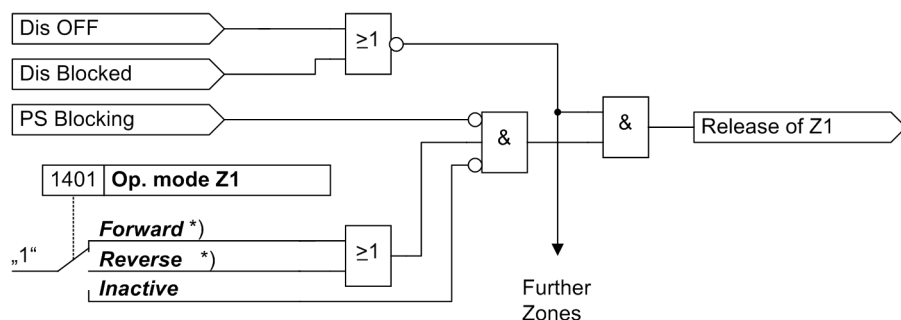 Dis OFF
≥1
Dis Blocked
PS Blocking
&
&
Release of Z1
1401 Op. mode Z1
„1“
Forward *)
Reverse *)
≥1
Inactive
Further
Zones